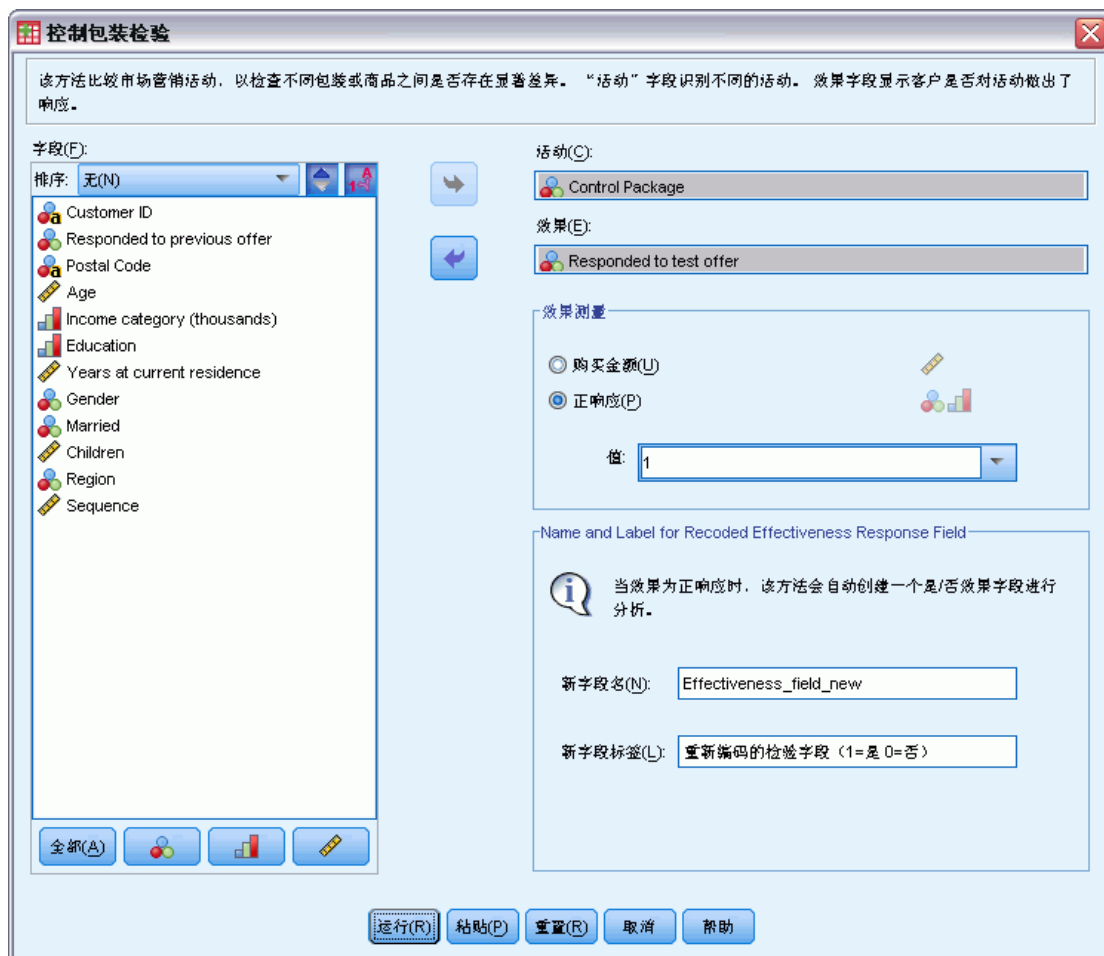 控制包装检验
该方法比较市场营销活动，以检查不同包装或商品之间是否存在显著差异。 “活动”字段识别不同的活动。 效果字段显示客户是否对活动做出了
响应。
字段(F):
排序: 无(N)
Customer ID
Responded to previous offer
Postal Code
Age
Income category (thousands)
Education
Years at current residence
Gender
Married
Children
Region
Sequence
全部(A)
活动(C):
Control Package
效果(E):
Responded to test offer
效果测量
购买金额(U)
正响应(P)
值: 1
Name and Label for Recoded Effectiveness Response Field
当效果为正响应时，该方法会自动创建一个是/否效果字段进行
分析。
新字段名(N): Effectiveness_field_new
新字段标签(L): 重新编码的检验字段（1=是 0=否）
运行(R) 粘贴(P) 重置(R) 取消 帮助